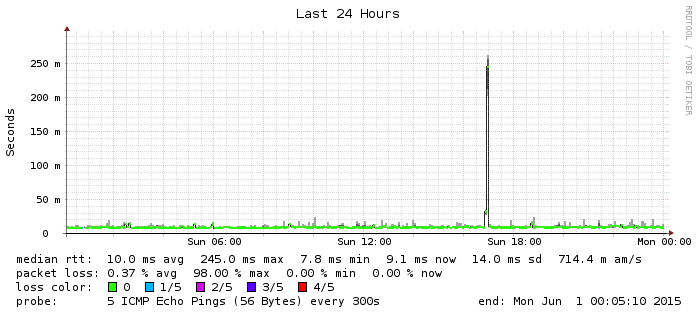 Last 24 Hours
RRDTOOL / TOBI OETIKER
Seconds
250 m
200 m
150 m
100 m
50 m
0
Sun 06:00 Sun 12:00 Sun 18:00 Mon 00:00
median rtt: 10.0 ms avg 245.0 ms max 7.8 ms min 9.1 ms now 14.0 ms sd 714.4 m am/s
packet loss: 0.37 % avg 98.00 % max 0.00 % min 0.00 % now
loss color: 0 1/5 2/5 3/5 4/5
probe: 5 ICMP Echo Pings (56 Bytes) every 300s end: Mon Jun 1 00:05:10 2015